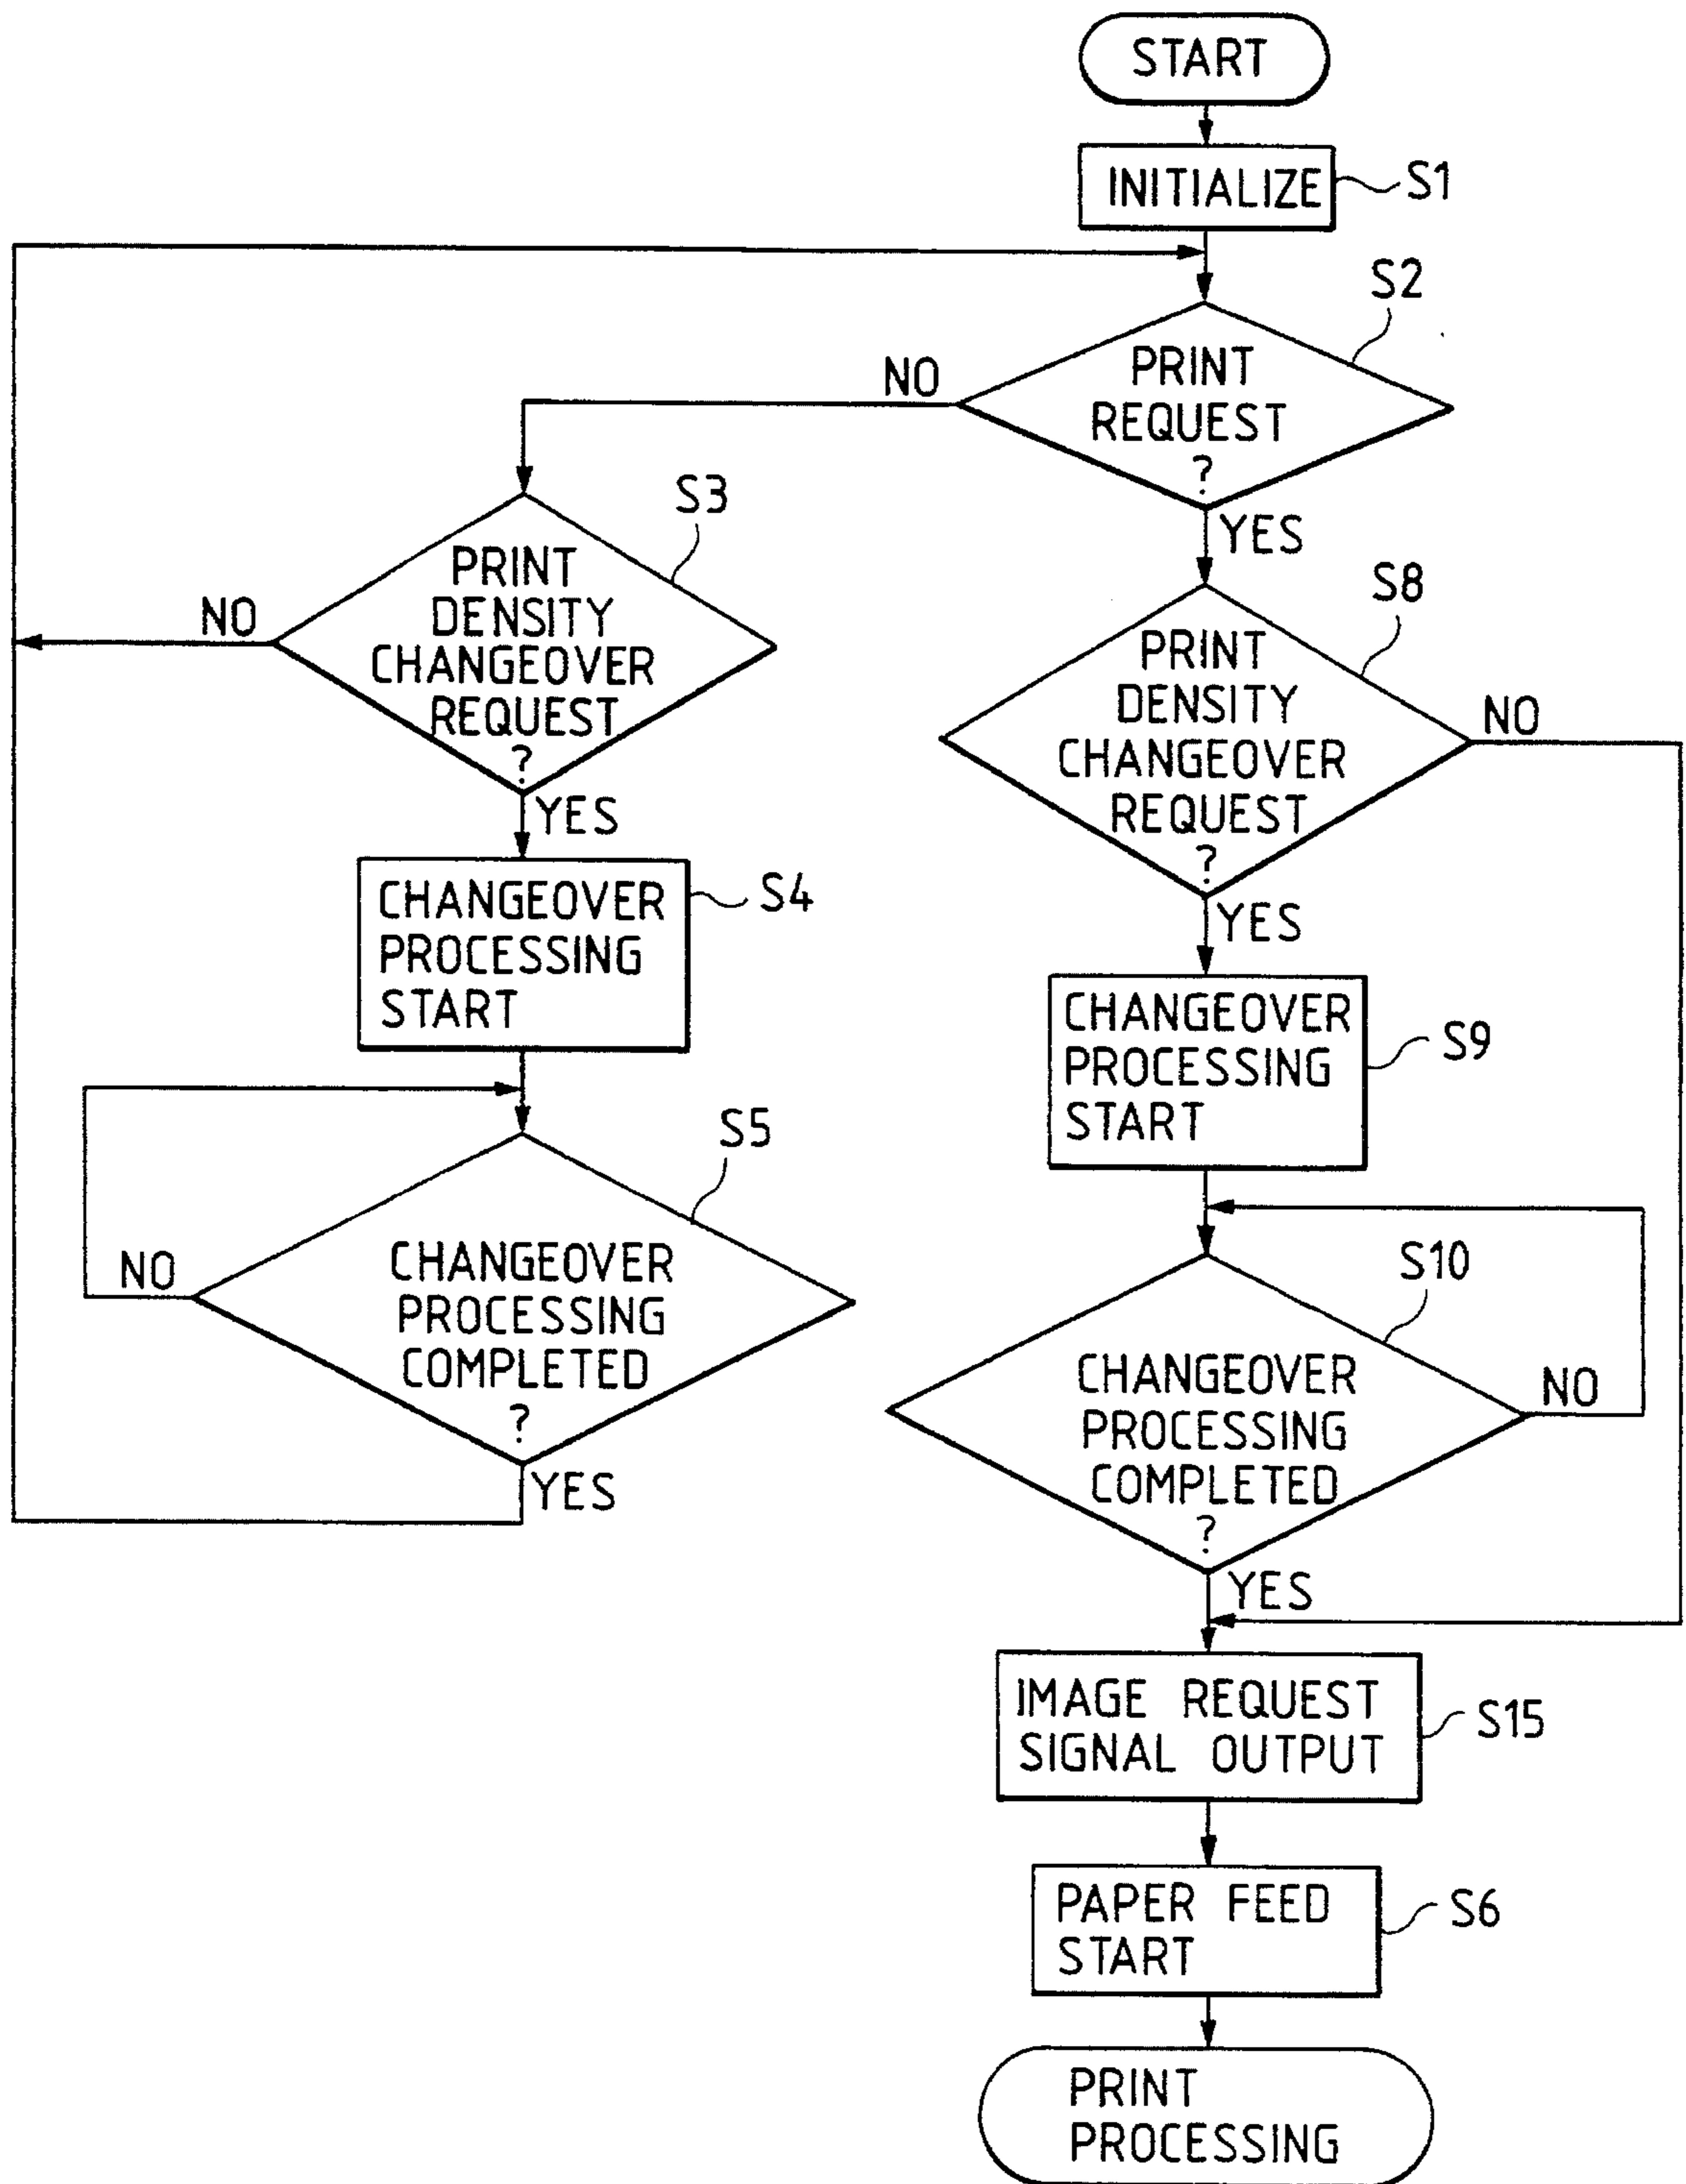 START
INITIALIZE
S1
S2
PRINT
REQUEST
?
NO
YES
S3
PRINT
DENSITY
CHANGEOVER
REQUEST
?
NO
YES
S8
PRINT
DENSITY
CHANGEOVER
REQUEST
?
NO
YES
CHANGEOVER
PROCESSING
START
S4
CHANGEOVER
PROCESSING
START
S9
S5
CHANGEOVER
PROCESSING
COMPLETED
?
NO
YES
S10
CHANGEOVER
PROCESSING
COMPLETED
?
NO
YES
IMAGE REQUEST
SIGNAL OUTPUT
S15
PAPER FEED
START
S6
PRINT
PROCESSING